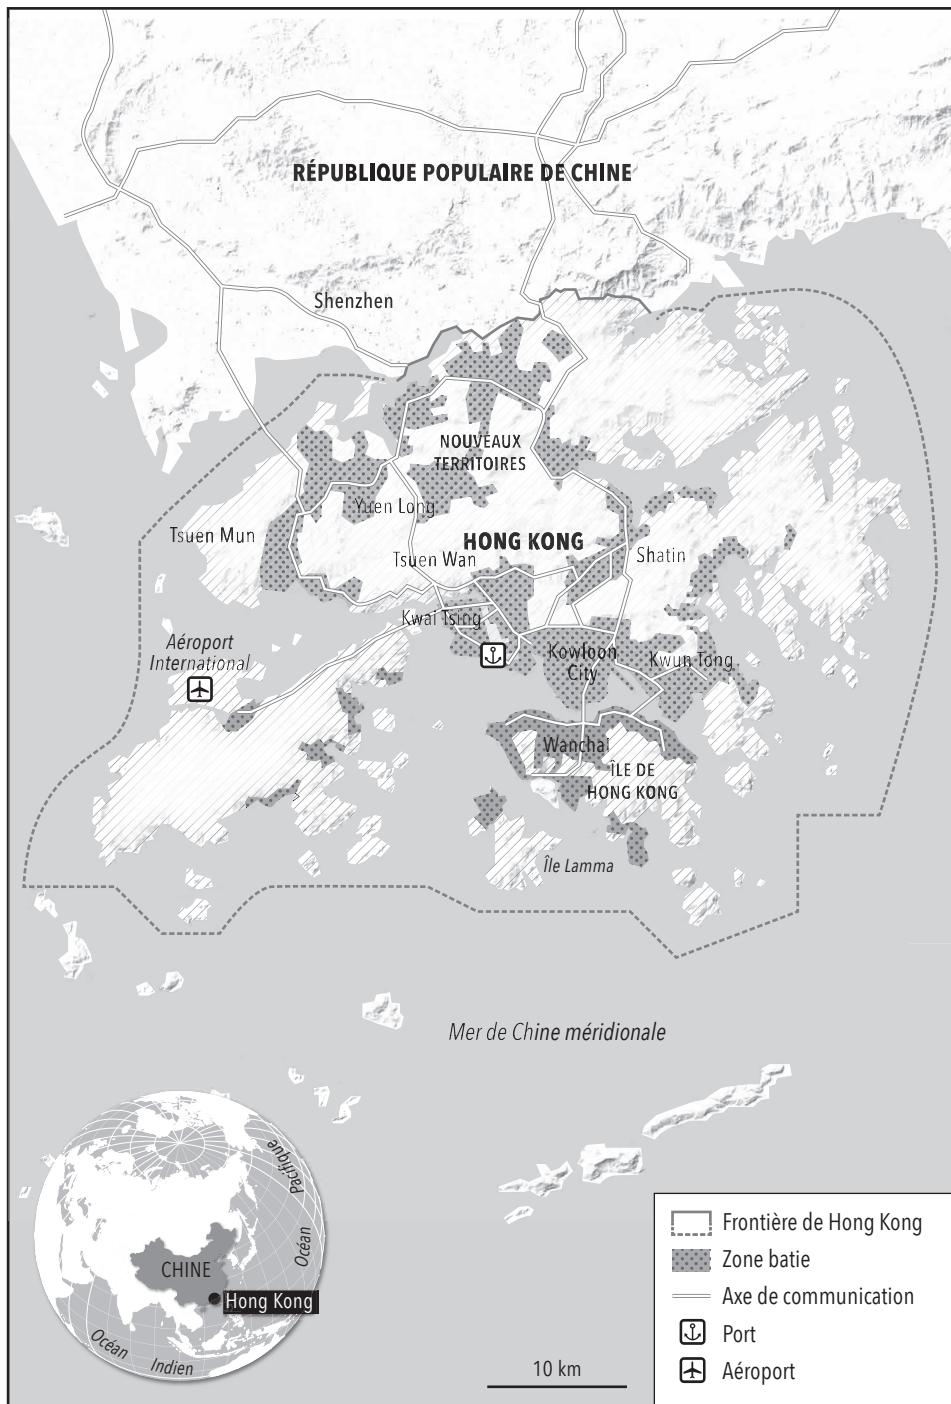 RÉPUBLIQUE POPULAIRE DE CHINE
Shenzhen
NOUVEAUX
TERRITOIRES
Yuen Long
Tsuen Mun
HONG KONG
Tsuen Wan
Shatin
Kwai Tsing
Aéroport
International
Kowloon
City
Kwun Tong
Wanchai
ÎLE DE
HONG KONG
Île Lamma
Mer de Chine méridionale
Océan Pacifique
CHINE
Hong Kong
Océan Indien
10 km
Frontière de Hong Kong
Zone batie
Axe de communication
Port
Aéroport